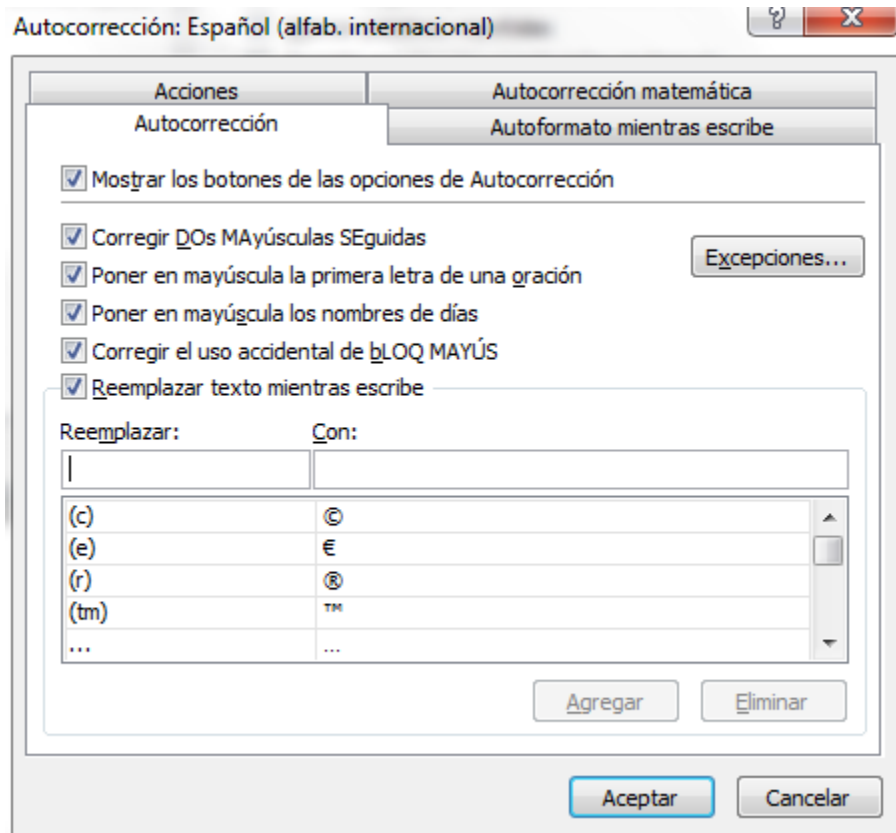 Autocorrección: Español (alfab. internacional)
Acciones
Autocorrección matemática
Autocorrección
Autoformato mientras escribe
Mostrar los botones de las opciones de Autocorrección
Corregir DOs MAyúsculas SEguidas
Excepciones...
Poner en mayúscula la primera letra de una oración
Poner en mayúscula los nombres de días
Corregir el uso accidental de bLOQ MAYÚS
Reemplazar texto mientras escribe
Reemplazar: Con:
(c) ©
(e) €
(r) ®
(tm) ™
... …
Agregar Eliminar
Aceptar Cancelar